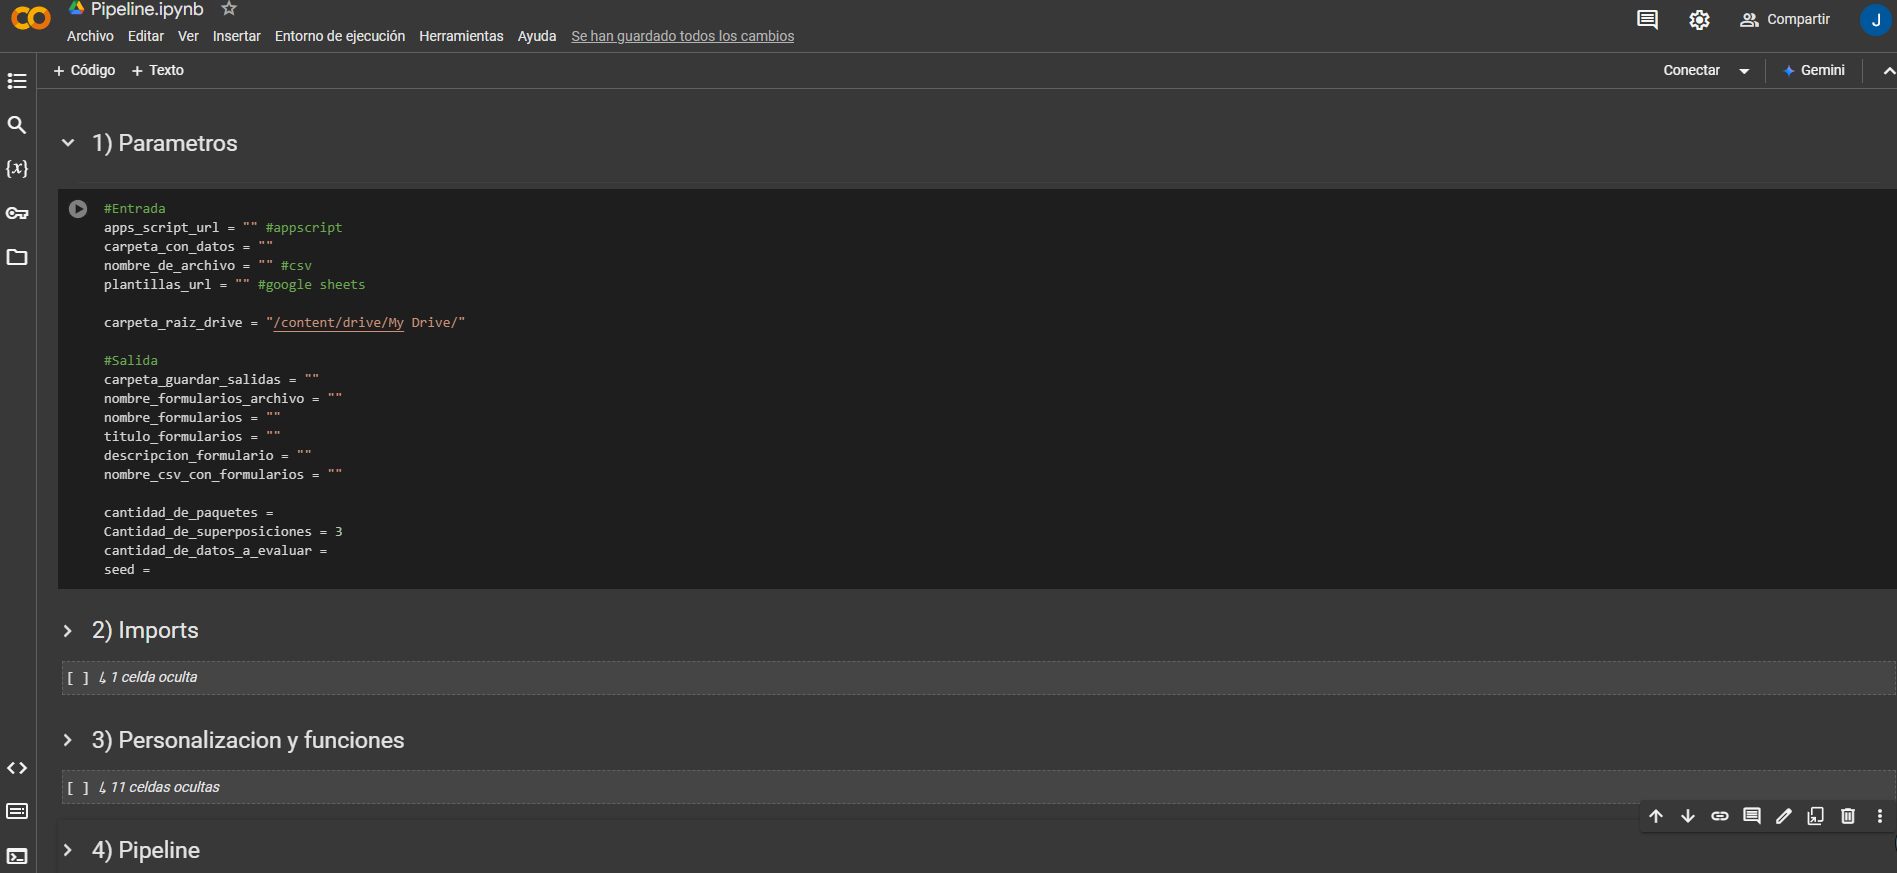 Pipeline.ipynb
Archivo Editar Ver Insertar Entorno de ejecución Herramientas Ayuda Se han guardado todos los cambios
Compartir
J
+ Código + Texto
Conectar
Gemini
{x}
1) Parametros
#Entrada
apps_script_url = "" #appscript
carpeta_con_datos = ""
nombre_de_archivo = "" #csv
plantillas_url = "" #google sheets
carpeta_raiz_drive = "/content/drive/My Drive/"
#Salida
carpeta_guardar_salidas = ""
nombre_formularios_archivo = ""
nombre_formularios = ""
titulo_formularios = ""
descripcion_formulario = ""
nombre_csv_con_formularios = ""
cantidad_de_paquetes =
Cantidad_de_superposiciones = 3
cantidad_de_datos_a_evaluar =
seed =
2) Imports
[ ] ↳ 1 celda oculta
3) Personalizacion y funciones
[ ] ↳ 11 celdas ocultas
4) Pipeline